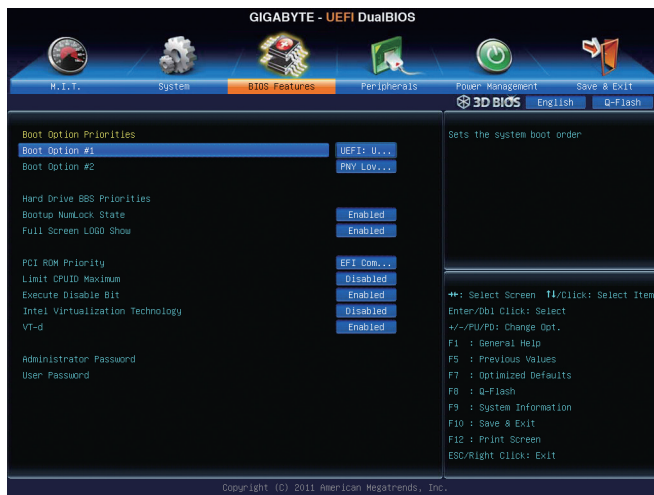 GIGABYTE - UEFI DualBIOS
M.I.T.
System
BIOS Features
Peripherals
Power Management
Save & Exit
3D BIOS
English
Q-Flash
Boot Option Priorities
Boot Option #1 UEFI: U...
Boot Option #2 PNY Lov...
Hard Drive BBS Priorities
Bootup NumLock State Enabled
Full Screen LOGO Show Enabled
PCI ROM Priority EFI Com...
Limit CPUID Maximum Disabled
Execute Disable Bit Enabled
Intel Virtualization Technology Disabled
VT-d Enabled
Administrator Password
User Password
Sets the system boot order
→←: Select Screen ↑↓/Click: Select Item
Enter/Dbl Click: Select
+/-/PU/PD: Change Opt.
F1 : General Help
F5 : Previous Values
F7 : Optimized Defaults
F8 : Q-Flash
F9 : System Information
F10 : Save & Exit
F12 : Print Screen
ESC/Right Click: Exit
Copyright (C) 2011 American Megatrends, Inc.